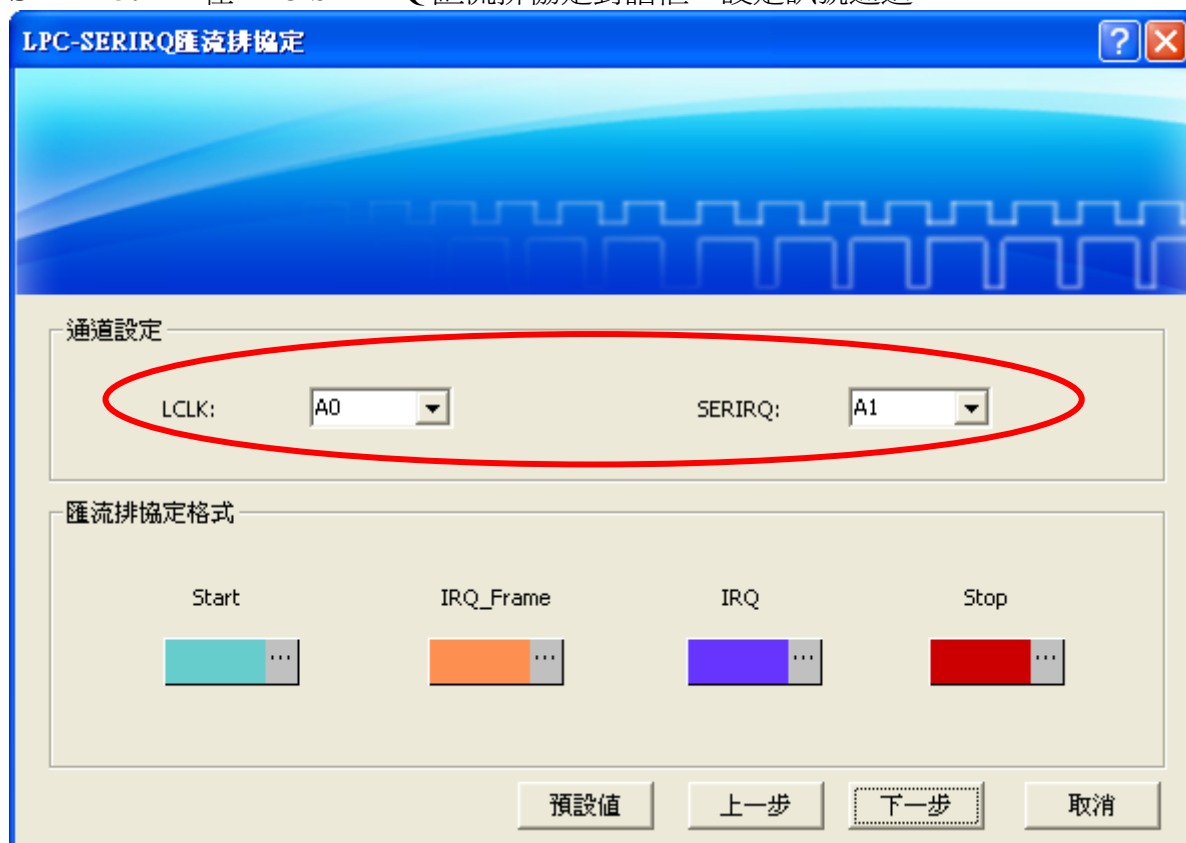 LPC-SERIRQ匯流排協定
通道設定
LCLK: A0 SERIRQ: A1
匯流排協定格式
Start IRQ_Frame IRQ Stop
... ... ... ...
預設值 上一步 下一步 取消